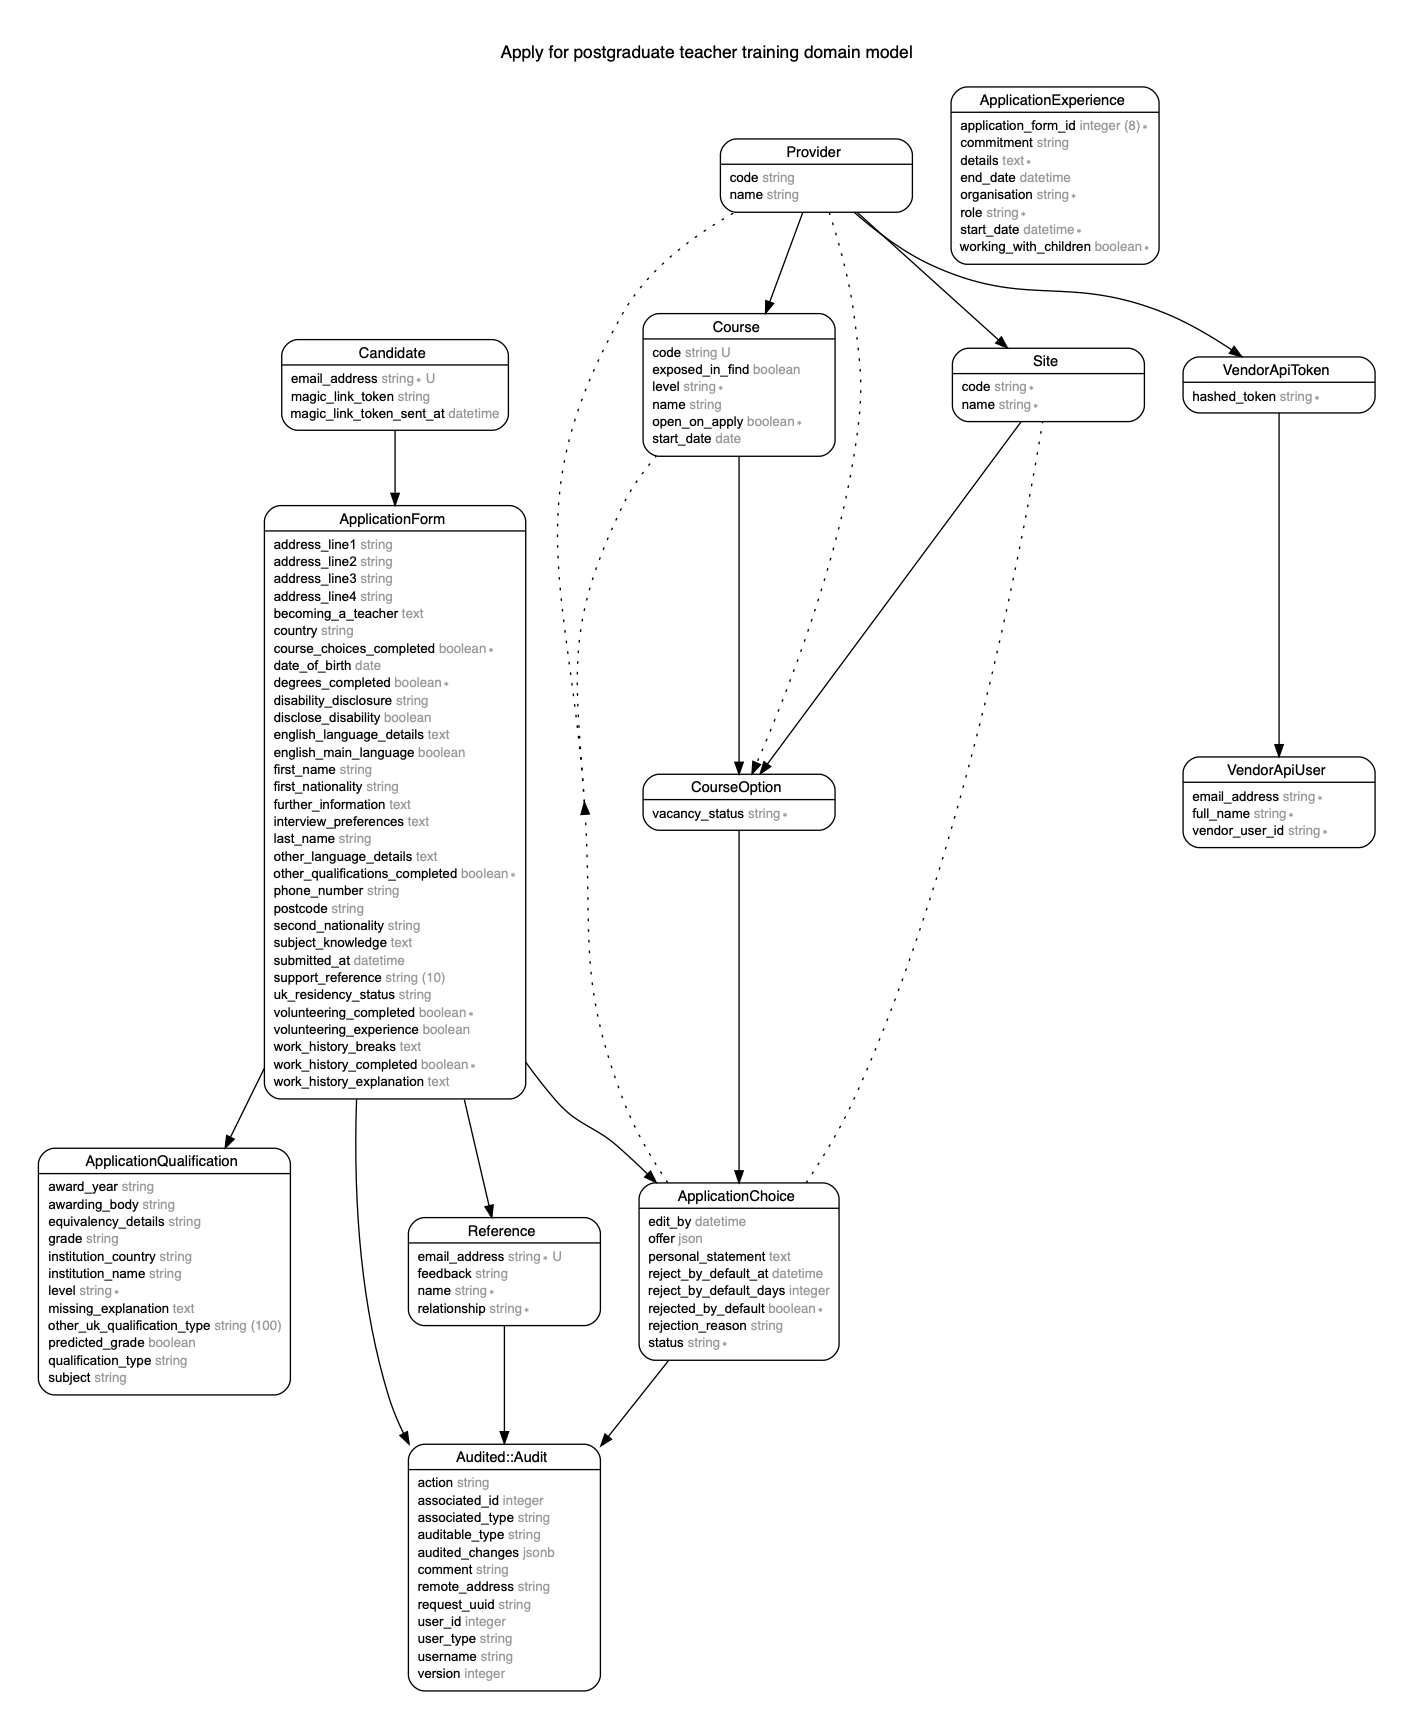 Apply for postgraduate teacher training domain model
ApplicationExperience
application_form_id integer (8) ∗
commitment string
details text ∗
end_date datetime
organisation string ∗
role string ∗
start_date datetime ∗
working_with_children boolean ∗
Provider
code string
name string
Course
code string U
exposed_in_find boolean
level string ∗
name string
open_on_apply boolean ∗
start_date date
Site
code string ∗
name string ∗
VendorApiToken
hashed_token string ∗
Candidate
email_address string ∗ U
magic_link_token string
magic_link_token_sent_at datetime
ApplicationForm
address_line1 string
address_line2 string
address_line3 string
address_line4 string
becoming_a_teacher text
country string
course_choices_completed boolean ∗
date_of_birth date
degrees_completed boolean ∗
disability_disclosure string
disclose_disability boolean
english_language_details text
english_main_language boolean
first_name string
first_nationality string
further_information text
interview_preferences text
last_name string
other_language_details text
other_qualifications_completed boolean ∗
phone_number string
postcode string
second_nationality string
subject_knowledge text
submitted_at datetime
support_reference string (10)
uk_residency_status string
volunteering_completed boolean ∗
volunteering_experience boolean
work_history_breaks text
work_history_completed boolean ∗
work_history_explanation text
CourseOption
vacancy_status string ∗
VendorApiUser
email_address string ∗
full_name string ∗
vendor_user_id string ∗
ApplicationQualification
award_year string
awarding_body string
equivalency_details string
grade string
institution_country string
institution_name string
level string ∗
missing_explanation text
other_uk_qualification_type string (100)
predicted_grade boolean
qualification_type string
subject string
Reference
email_address string ∗ U
feedback string
name string ∗
relationship string ∗
ApplicationChoice
edit_by datetime
offer json
personal_statement text
reject_by_default_at datetime
reject_by_default_days integer
rejected_by_default boolean ∗
rejection_reason string
status string ∗
Audited::Audit
action string
associated_id integer
associated_type string
auditable_type string
audited_changes jsonb
comment string
remote_address string
request_uuid string
user_id integer
user_type string
username string
version integer